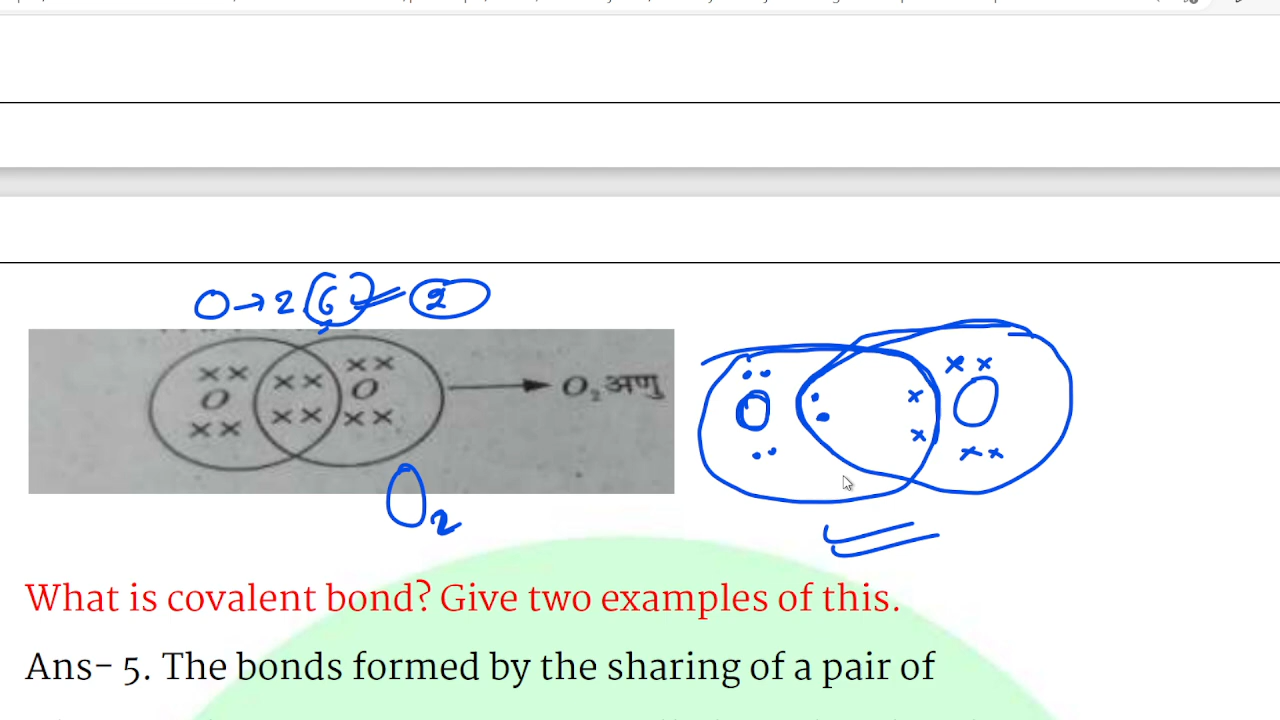 O → 2 (6) 2
×× ×× ××
O O → O₂ अणु
×× ×× ××
O₂
O O
What is covalent bond? Give two examples of this.
Ans- 5. The bonds formed by the sharing of a pair of